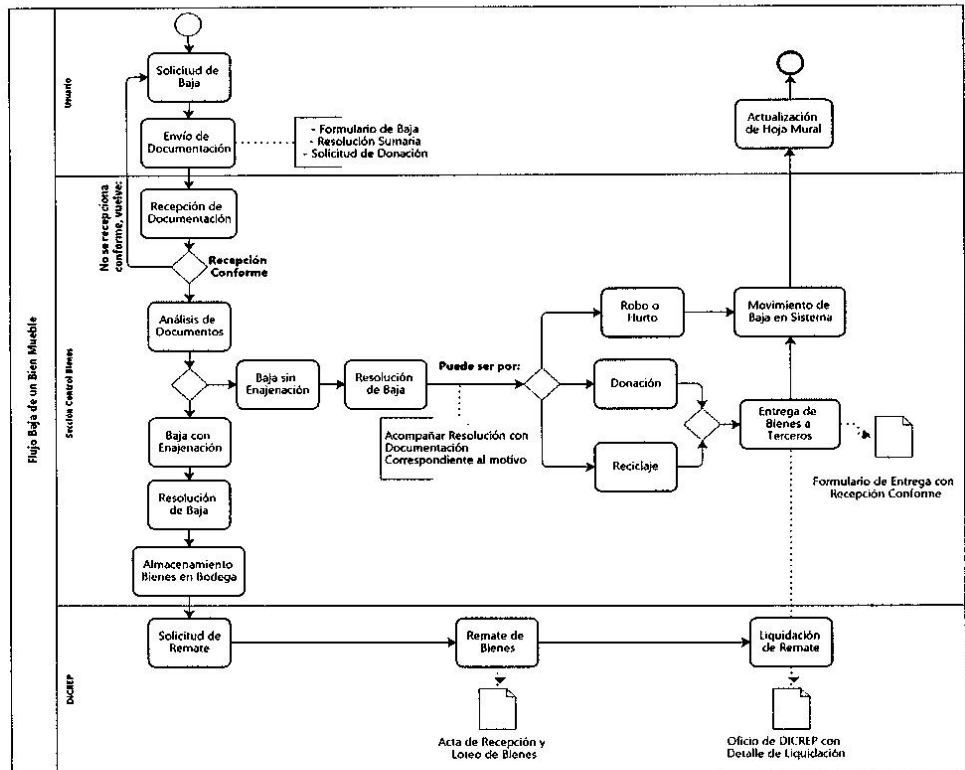 Flujo Baja de un Bien Mueble
Usuario
Solicitud de
Baja
Envío de
Documentación
- Formulario de Baja
- Resolución Sumaria
- Solicitud de Donación
Actualización
de Hoja Mural
Sección Control Bienes
No se recepciona
conforme, vuelve:
Recepción de
Documentación
Recepción
Conforme
Análisis de
Documentos
Baja sin
Enajenación
Resolución
de Baja
Puede ser por:
Acompañar Resolución con
Documentación
Correspondiente al motivo
Robo o
Hurto
Movimiento de
Baja en Sistema
Donación
Reciclaje
Entrega de
Bienes a
Terceros
Formulario de Entrega con
Recepción Conforme
Baja con
Enajenación
Resolución
de Baja
Almacenamiento
Bienes en Bodega
DICREP
Solicitud de
Remate
Remate de
Bienes
Liquidación
de Remate
Acta de Recepción y
Loteo de Bienes
Oficio de DICREP con
Detalle de Liquidación